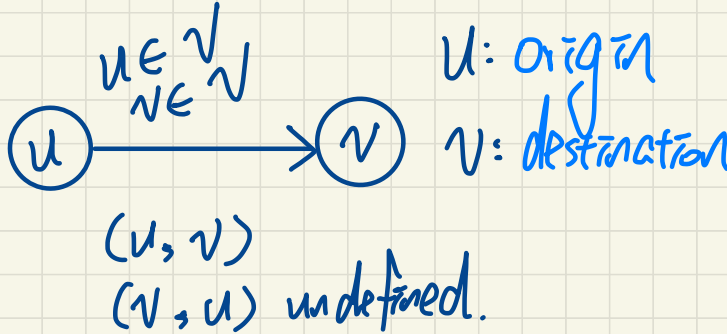 u ∈ V
v ∈ V
u: origin
u
v
v: destination
(u, v)
(v, u) undefined.